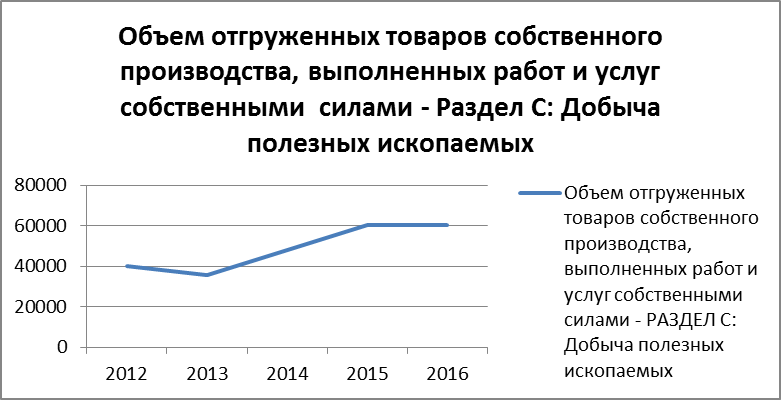 Объем отгруженных товаров собственного
производства, выполненных работ и услуг
собственными силами - Раздел C: Добыча
полезных ископаемых
80000
60000
40000
20000
0
2012 2013 2014 2015 2016
Объем отгруженных
товаров собственного
производства,
выполненных работ и
услуг собственными
силами - РАЗДЕЛ C:
Добыча полезных
ископаемых